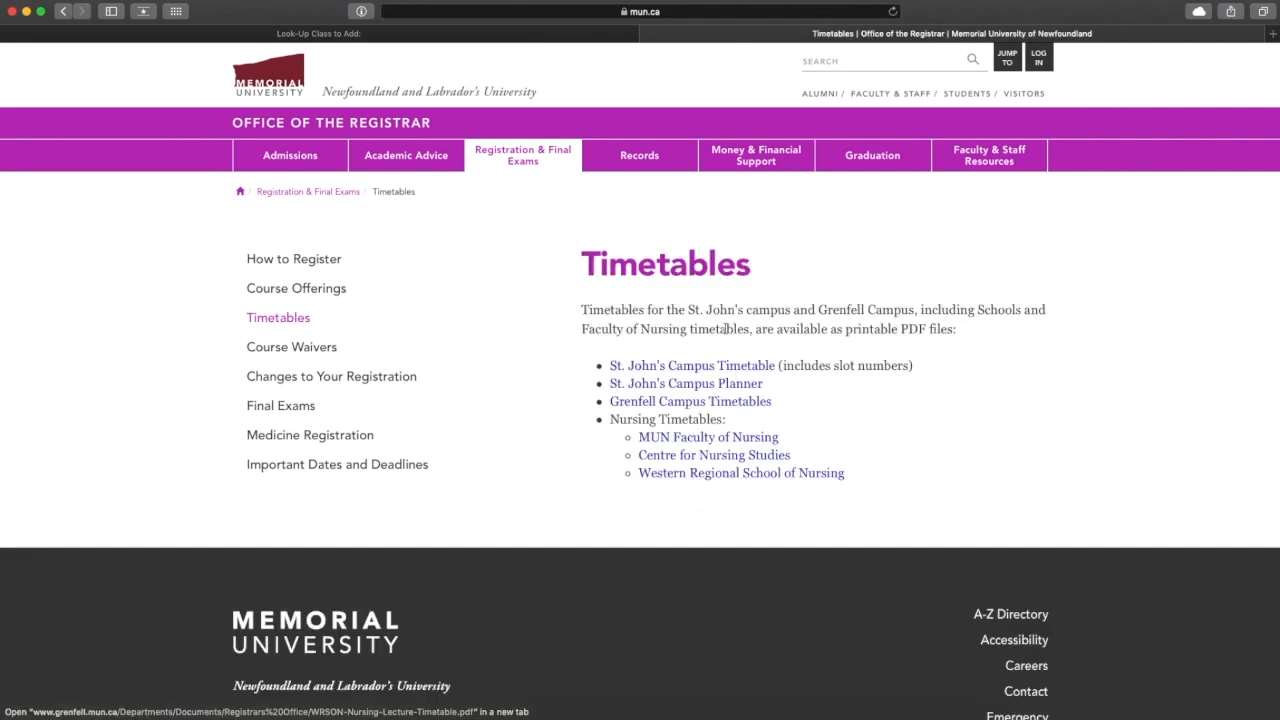 mun.ca
Look-Up Class to Add:
Timetables | Office of the Registrar | Memorial University of Newfoundland
MEMORIAL
UNIVERSITY
Newfoundland and Labrador's University
SEARCH
JUMP
TO
LOG
IN
ALUMNI / FACULTY & STAFF / STUDENTS / VISITORS
OFFICE OF THE REGISTRAR
Admissions
Academic Advice
Registration & Final
Exams
Records
Money & Financial
Support
Graduation
Faculty & Staff
Resources
/ Registration & Final Exams / Timetables
How to Register
Course Offerings
Timetables
Course Waivers
Changes to Your Registration
Final Exams
Medicine Registration
Important Dates and Deadlines
Timetables
Timetables for the St. John's campus and Grenfell Campus, including Schools and
Faculty of Nursing timetables, are available as printable PDF files:
St. John's Campus Timetable (includes slot numbers)
St. John's Campus Planner
Grenfell Campus Timetables
Nursing Timetables:
MUN Faculty of Nursing
Centre for Nursing Studies
Western Regional School of Nursing
MEMORIAL
UNIVERSITY
Newfoundland and Labrador's University
A-Z Directory
Accessibility
Careers
Contact
Emergency
Open "www.grenfell.mun.ca/Departments/Documents/Registrars%20Office/WRSON-Nursing-Lecture-Timetable.pdf" in a new tab